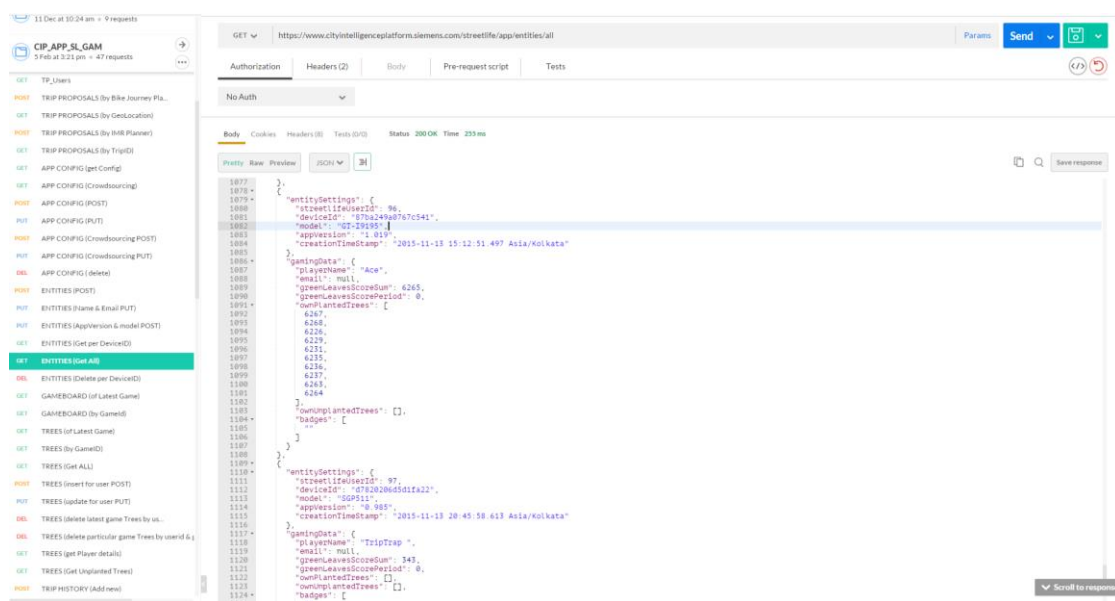 11 Dec at 10:24 am 9 requests
CIP_APP_SL_GAM
5 Feb at 3:21 pm 47 requests
GET TP_Users
POST TRIP PROPOSALS (by Bike Journey Pla...
GET TRIP PROPOSALS (by GeoLocation)
POST TRIP PROPOSALS (by IMR Planner)
GET TRIP PROPOSALS (by TripID)
GET APP CONFIG (get Config)
GET APP CONFIG (Crowdsourcing)
POST APP CONFIG (POST)
PUT APP CONFIG (PUT)
POST APP CONFIG (Crowdsourcing POST)
PUT APP CONFIG (Crowdsourcing PUT)
DEL APP CONFIG (delete)
POST ENTITIES (POST)
PUT ENTITIES (Name & Email PUT)
PUT ENTITIES (AppVersion & model POST)
GET ENTITIES (Get per DeviceID)
GET ENTITIES (Get All)
DEL ENTITIES (Delete per DeviceID)
GET GAMEBOARD (of Latest Game)
GET GAMEBOARD (by GameId)
GET TREES (of Latest Game)
GET TREES (by GameID)
GET TREES (Get ALL)
POST TREES (insert for user POST)
PUT TREES (update for user PUT)
DEL TREES (delete latest game Trees by us...
DEL TREES (delete particular game Trees by userid & g
GET TREES (get Player details)
GET TREES (Get Unplanted Trees)
POST TRIP HISTORY (Add new)
GET https://www.cityintelligenceplatform.siemens.com/streetlife/app/entities/all Params Send
Authorization Headers (2) Body Pre-request script Tests
No Auth
Body Cookies Headers (8) Tests (0/0) Status 200 OK Time 255 ms
Pretty Raw Preview JSON Save response
1077 },
1078 {
1079 "entitySettings": {
1080 "streetlifeUserId": 96,
1081 "deviceId": "87ba249a0767c541",
1082 "model": "GT-I9195",
1083 "appVersion": "1.019",
1084 "creationTimeStamp": "2015-11-13 15:12:51.497 Asia/Kolkata"
1085 },
1086 "gamingData": {
1087 "playerName": "Ace",
1088 "email": null,
1089 "greenLeavesScoreSum": 6265,
1090 "greenLeavesScorePeriod": 0,
1091 "ownPlantedTrees": [
1092 6267,
1093 6268,
1094 6226,
1095 6229,
1096 6231,
1097 6235,
1098 6236,
1099 6237,
1100 6263,
1101 6264
1102 ],
1103 "ownUnplantedTrees": [],
1104 "badges": [
1105 ""
1106 ]
1107 }
1108 },
1109 {
1110 "entitySettings": {
1111 "streetlifeUserId": 97,
1112 "deviceId": "d7820206d5d1fa22",
1113 "model": "SGP511",
1114 "appVersion": "0.985",
1115 "creationTimeStamp": "2015-11-13 20:45:58.613 Asia/Kolkata"
1116 },
1117 "gamingData": {
1118 "playerName": "TripTrap ",
1119 "email": null,
1120 "greenLeavesScoreSum": 343,
1121 "greenLeavesScorePeriod": 0,
1122 "ownPlantedTrees": [],
1123 "ownUnplantedTrees": [],
1124 "badges": [
Scroll to respons